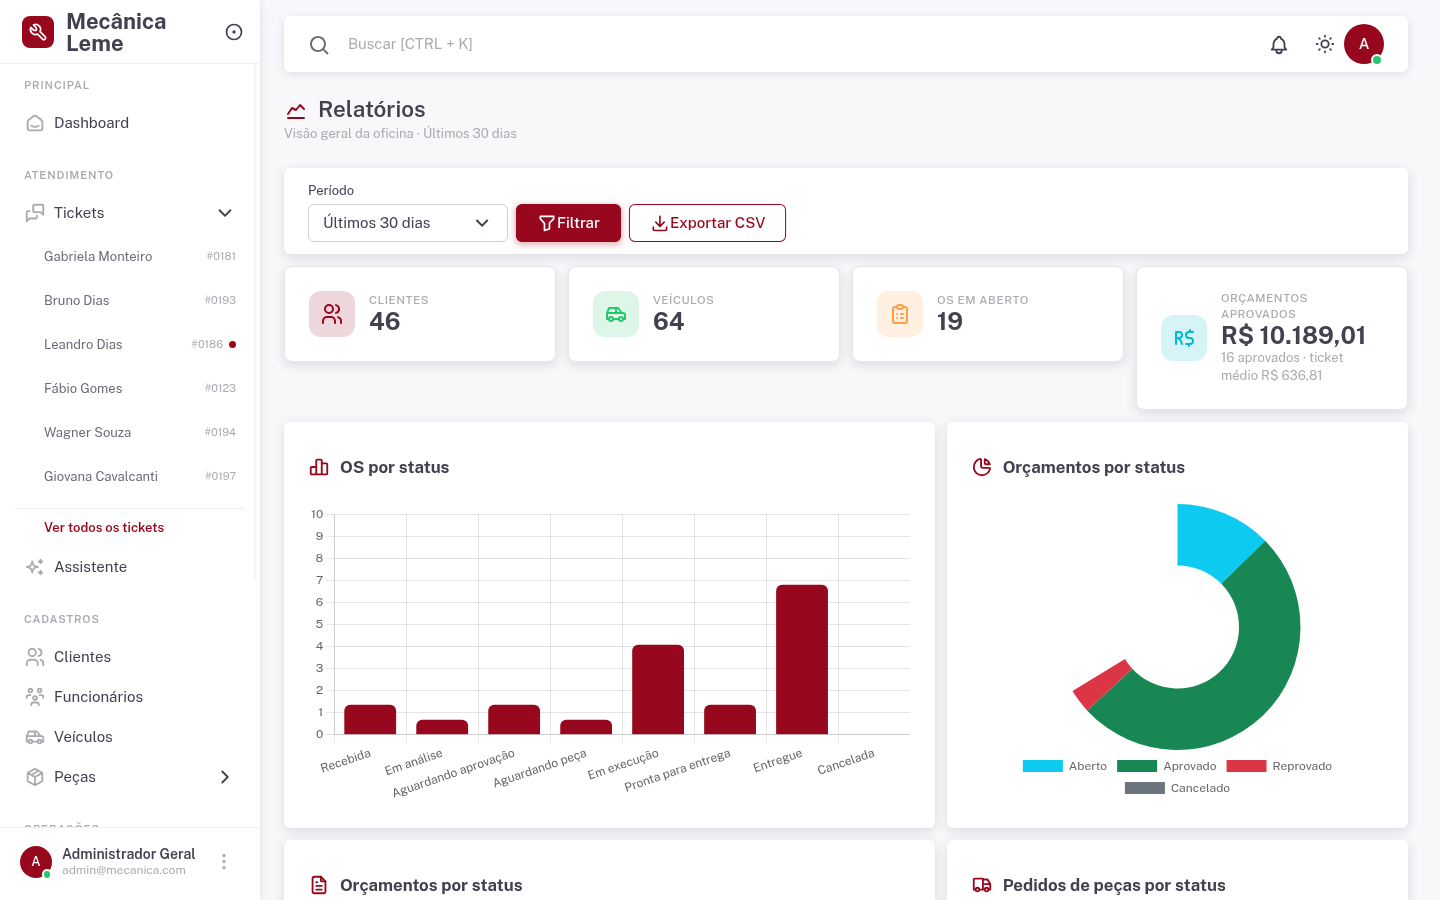 Mecânica
Leme
PRINCIPAL
Dashboard
ATENDIMENTO
Tickets
Gabriela Monteiro #0181
Bruno Dias #0193
Leandro Dias #0186
Fábio Gomes #0123
Wagner Souza #0194
Giovana Cavalcanti #0197
Ver todos os tickets
Assistente
CADASTROS
Clientes
Funcionários
Veículos
Peças
OPERAÇÕES
A
Administrador Geral
admin@mecanica.com
Buscar [CTRL + K]
A
Relatórios
Visão geral da oficina · Últimos 30 dias
Período
Últimos 30 dias
Filtrar
Exportar CSV
CLIENTES
46
VEÍCULOS
64
OS EM ABERTO
19
R$
ORÇAMENTOS
APROVADOS
R$ 10.189,01
16 aprovados · ticket
médio R$ 636,81
OS por status
10
9
8
7
6
5
4
3
2
1
0
Recebida
Em análise
Aguardando aprovação
Aguardando peça
Em execução
Pronta para entrega
Entregue
Cancelada
Orçamentos por status
Aberto Aprovado Reprovado
Cancelado
Orçamentos por status
Pedidos de peças por status